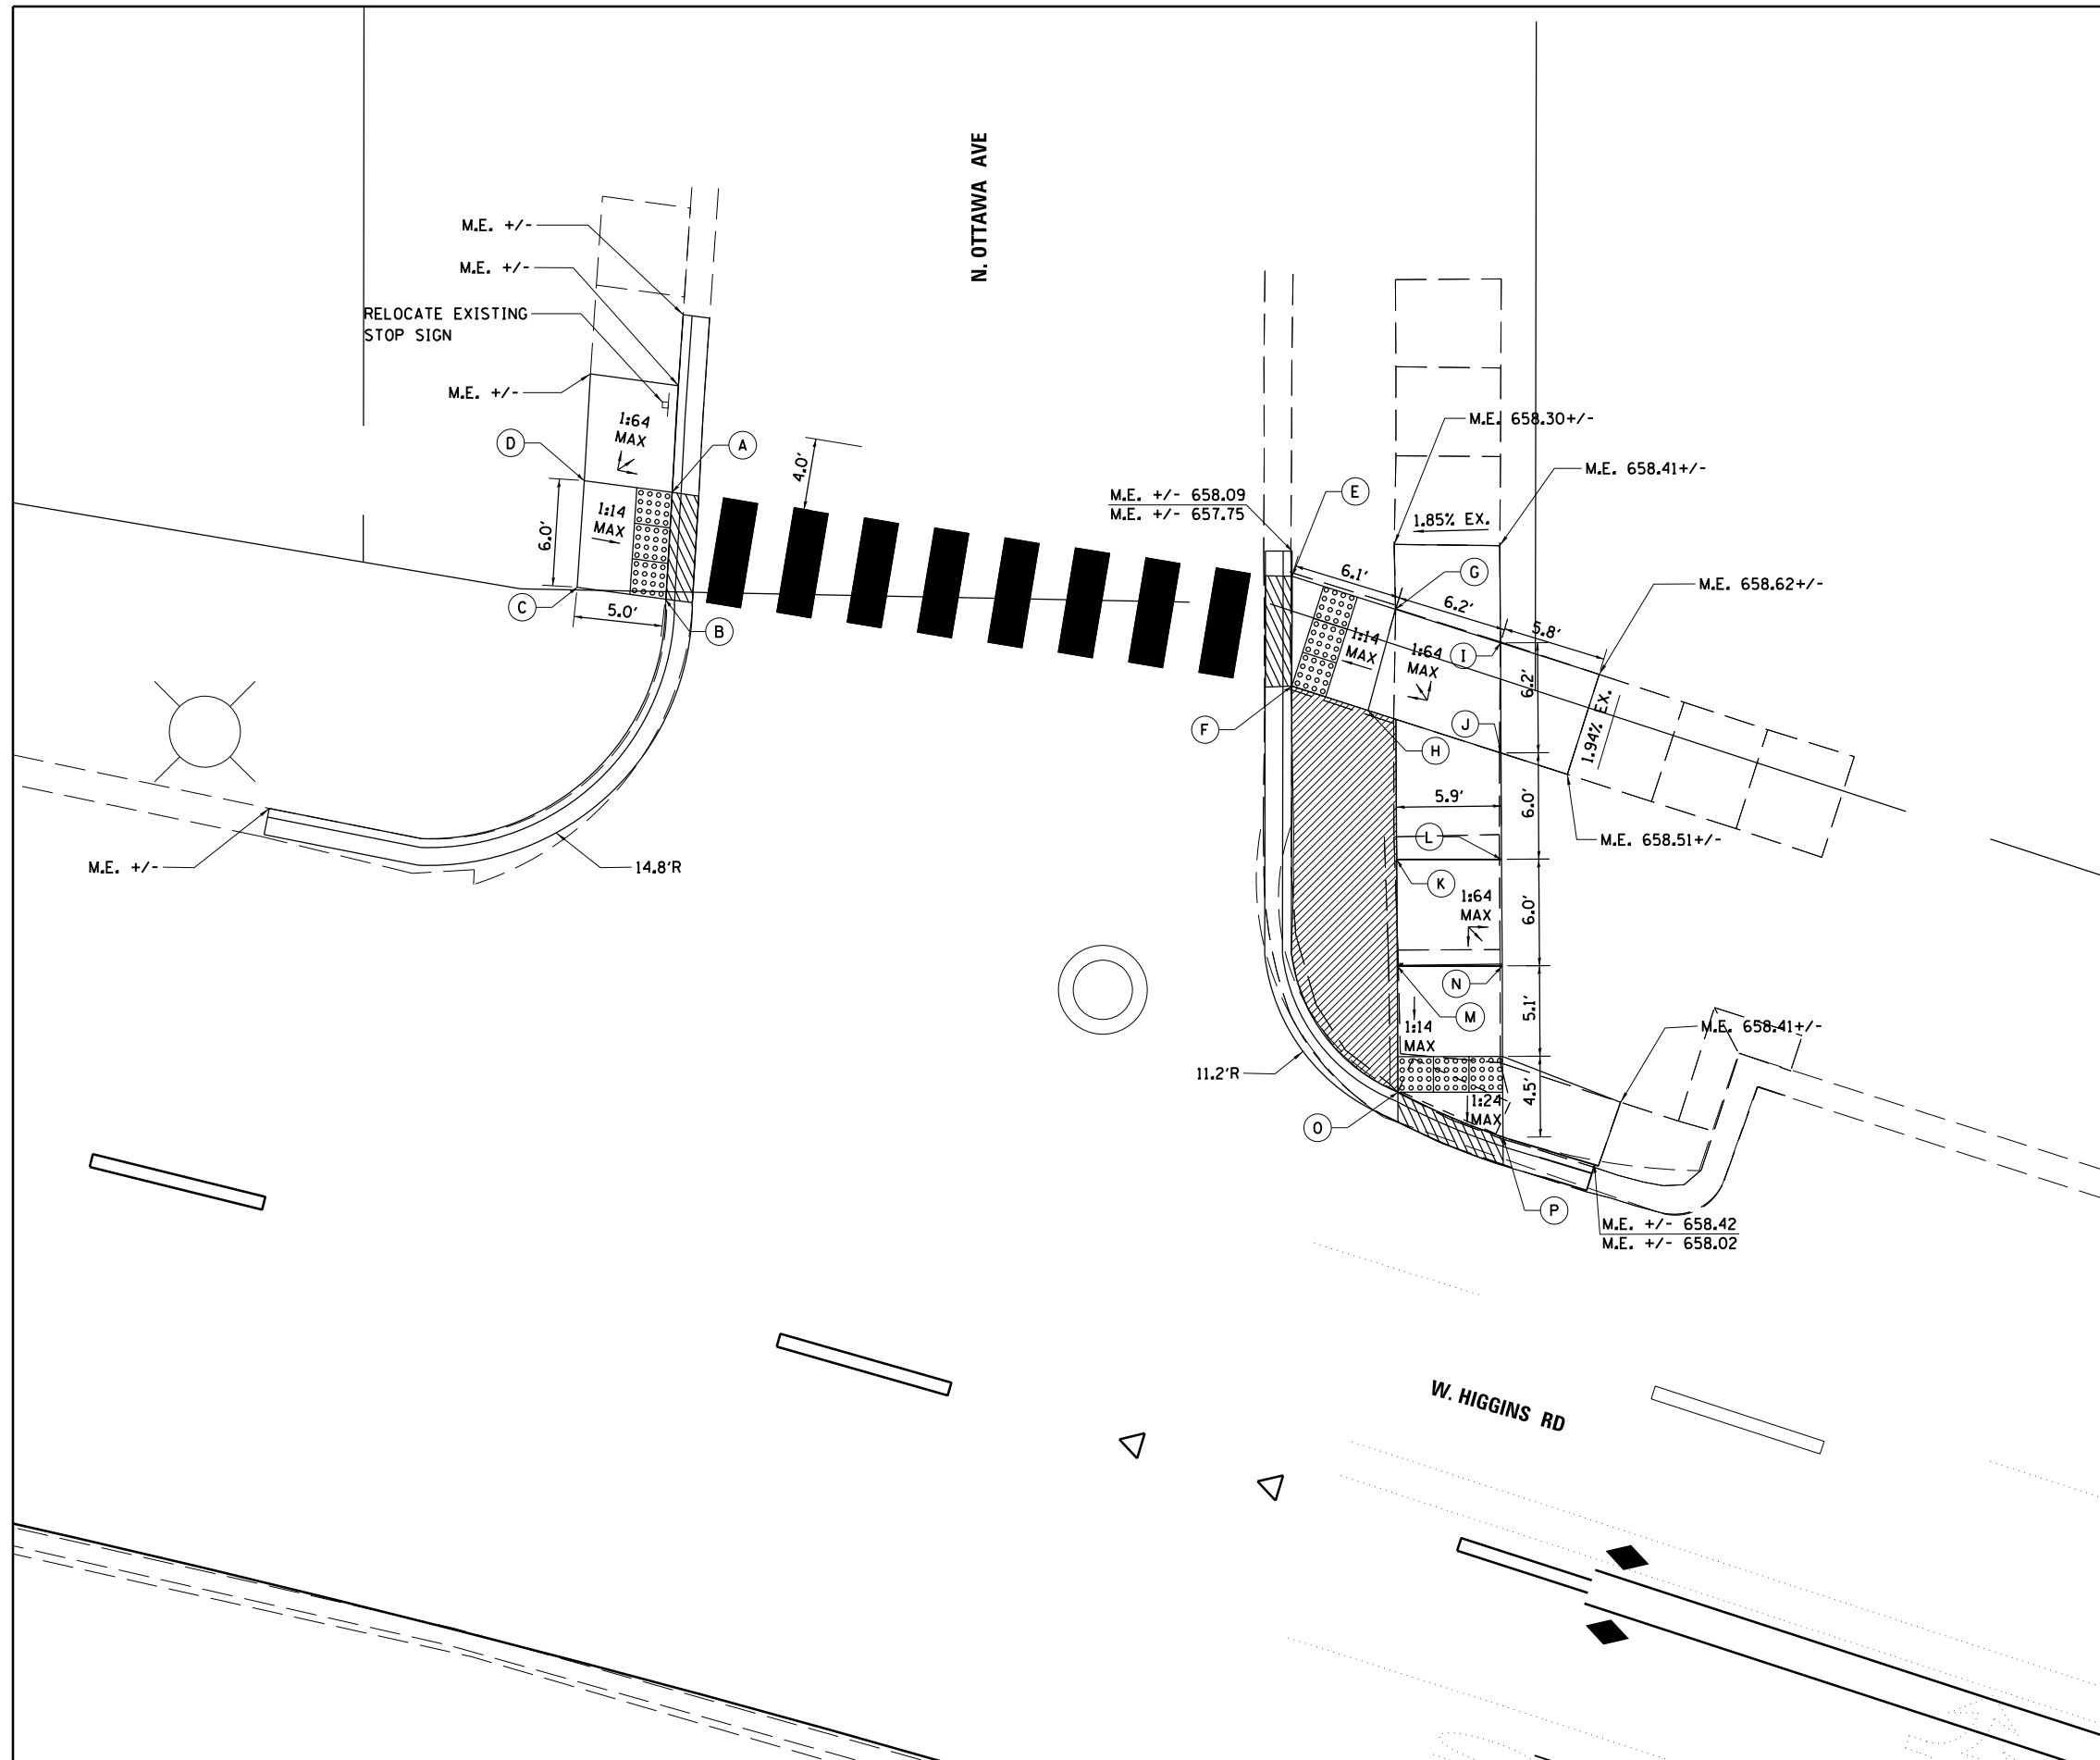 N. OTTAWA AVE
M.E. +/-
M.E. +/-
RELOCATE EXISTING
STOP SIGN
M.E. +/-
1:64
MAX
D
A
4.0'
1:14
MAX
6.0'
C
5.0'
B
M.E. +/-
14.8'R
M.E. 658.30+/-
M.E. 658.41+/-
M.E. +/- 658.09
M.E. +/- 657.75
E
1.85% EX.
6.1'
G
M.E. 658.62+/-
6.2'
5.8'
1:14
MAX
1:64
MAX
I
6.2'
1.94% EX.
F
J
H
5.9'
6.0'
L
M.E. 658.51+/-
K
1:64
MAX
6.0'
N
M
5.1'
1:14
MAX
M.E. 658.41+/-
11.2'R
4.5'
1:24
MAX
O
P
M.E. +/- 658.42
M.E. +/- 658.02
W. HIGGINS RD